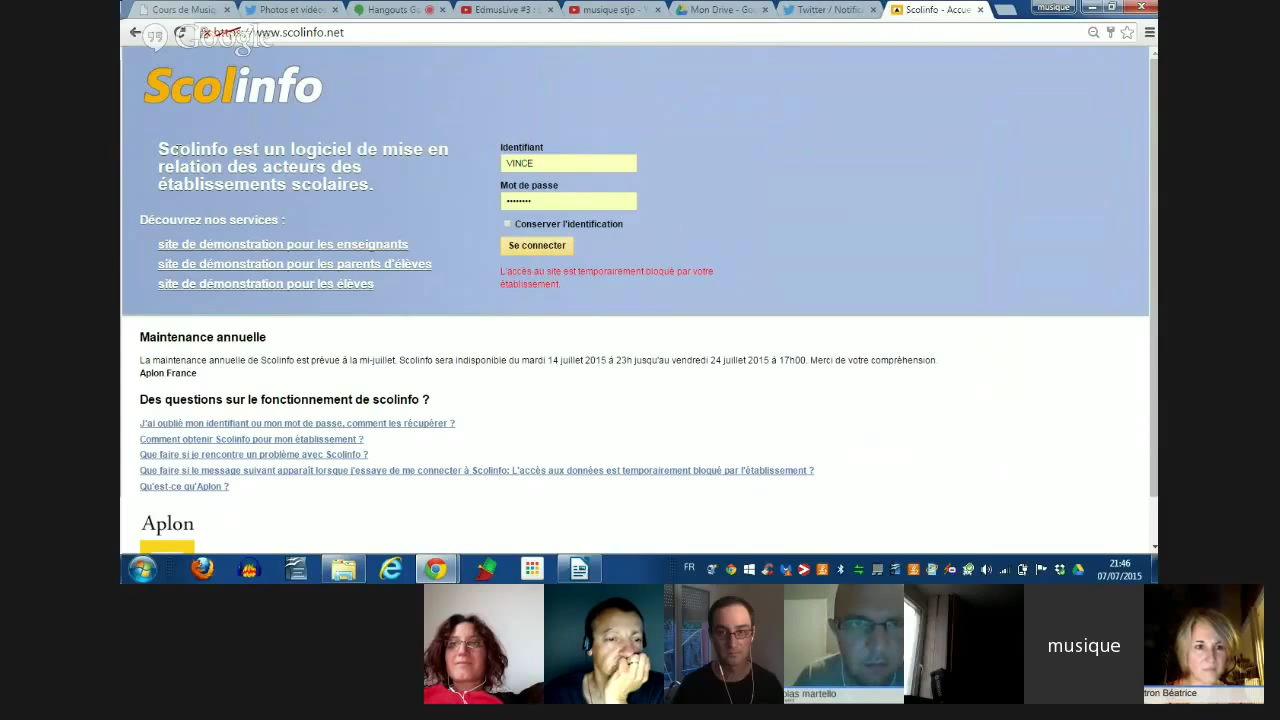 Cours de Musiq
Photos et vidéos
Hangouts G
EdmusLive #3 : L
musique stjo - Y
Mon Drive - Go
Twitter / Notific
Scolinfo - Accue
musique
https://www.scolinfo.net
Google
Scolinfo
Scolinfo est un logiciel de mise en
relation des acteurs des
établissements scolaires.
Découvrez nos services :
site de démonstration pour les enseignants
site de démonstration pour les parents d'élèves
site de démonstration pour les élèves
Identifiant
VINCE
Mot de passe
••••••••
Conserver l'identification
Se connecter
L'accès au site est temporairement bloqué par votre
établissement.
Maintenance annuelle
La maintenance annuelle de Scolinfo est prévue à la mi-juillet. Scolinfo sera indisponible du mardi 14 juillet 2015 à 23h jusqu'au vendredi 24 juillet 2015 à 17h00. Merci de votre compréhension.
Aplon France
Des questions sur le fonctionnement de scolinfo ?
J'ai oublié mon identifiant ou mon mot de passe, comment les récupérer ?
Comment obtenir Scolinfo pour mon établissement ?
Que faire si je rencontre un problème avec Scolinfo ?
Que faire si le message suivant apparaît lorsque j'essaye de me connecter à Scolinfo: L'accès aux données est temporairement bloqué par l'établissement ?
Qu'est-ce qu'Aplon ?
Aplon
FR
21:46
07/07/2015
olas martello
musique
tron Béatrice